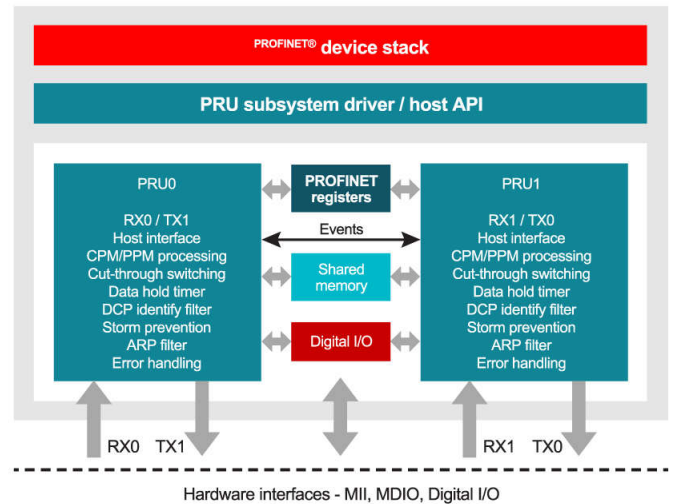 PROFINET® device stack
PRU subsystem driver / host API
PRU0
RX0 / TX1
Host interface
CPM/PPM processing
Cut-through switching
Data hold timer
DCP identify filter
Storm prevention
ARP filter
Error handling
PROFINET
registers
Events
Shared
memory
Digital I/O
PRU1
RX1 / TX0
Host interface
CPM/PPM processing
Cut-through switching
Data hold timer
DCP identify filter
Storm prevention
ARP filter
Error handling
RX0 TX1
RX1 TX0
Hardware interfaces - MII, MDIO, Digital I/O